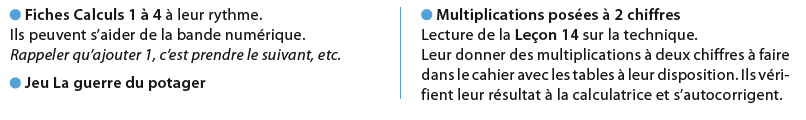 ● Fiches Calculs 1 à 4 à leur rythme.
Ils peuvent s’aider de la bande numérique.
Rappeler qu’ajouter 1, c’est prendre le suivant, etc.
● Jeu La guerre du potager
● Multiplications posées à 2 chiffres
Lecture de la Leçon 14 sur la technique.
Leur donner des multiplications à deux chiffres à faire
dans le cahier avec les tables à leur disposition. Ils véri-
fient leur résultat à la calculatrice et s’autocorrigent.